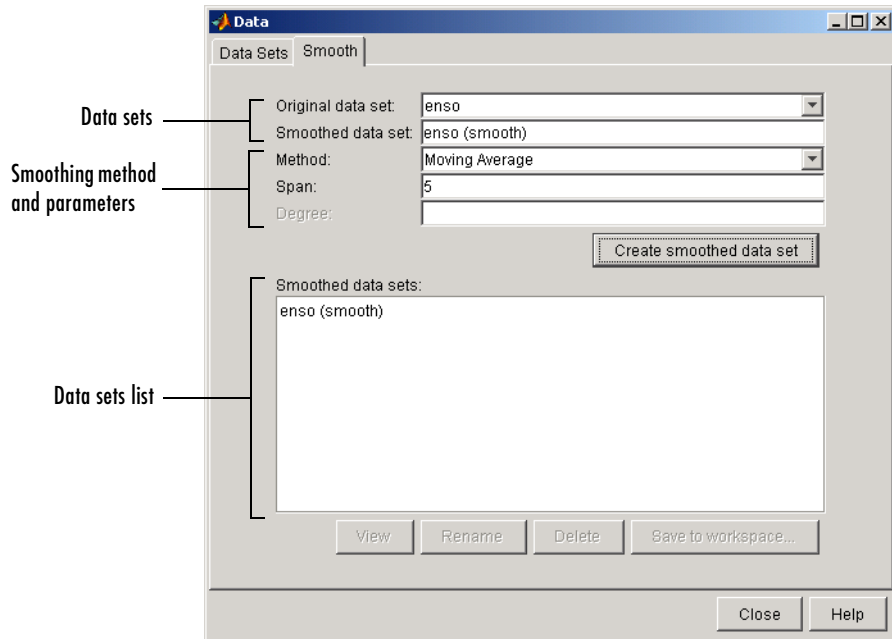 Data
Data Sets Smooth
Data sets
Original data set: enso
Smoothed data set: enso (smooth)
Smoothing method
and parameters
Method: Moving Average
Span: 5
Degree:
Create smoothed data set
Smoothed data sets:
enso (smooth)
Data sets list
View Rename Delete Save to workspace...
Close Help